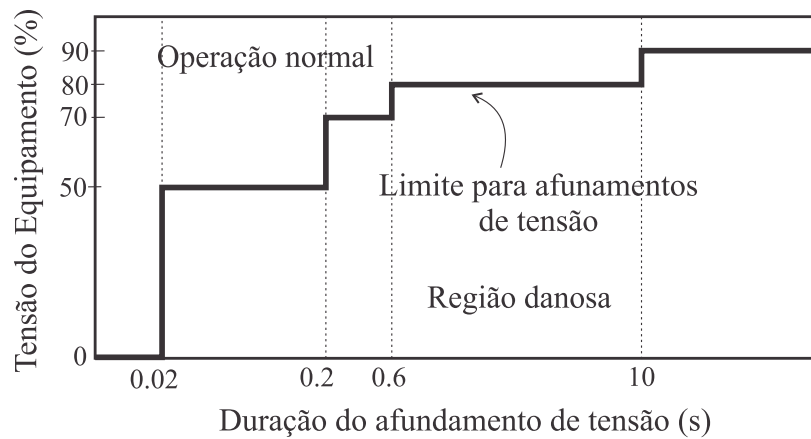 Tensão do Equipamento (%)
90
80
70
50
0
Operação normal
Limite para afunamentos
de tensão
Região danosa
0.02
0.2
0.6
10
Duração do afundamento de tensão (s)